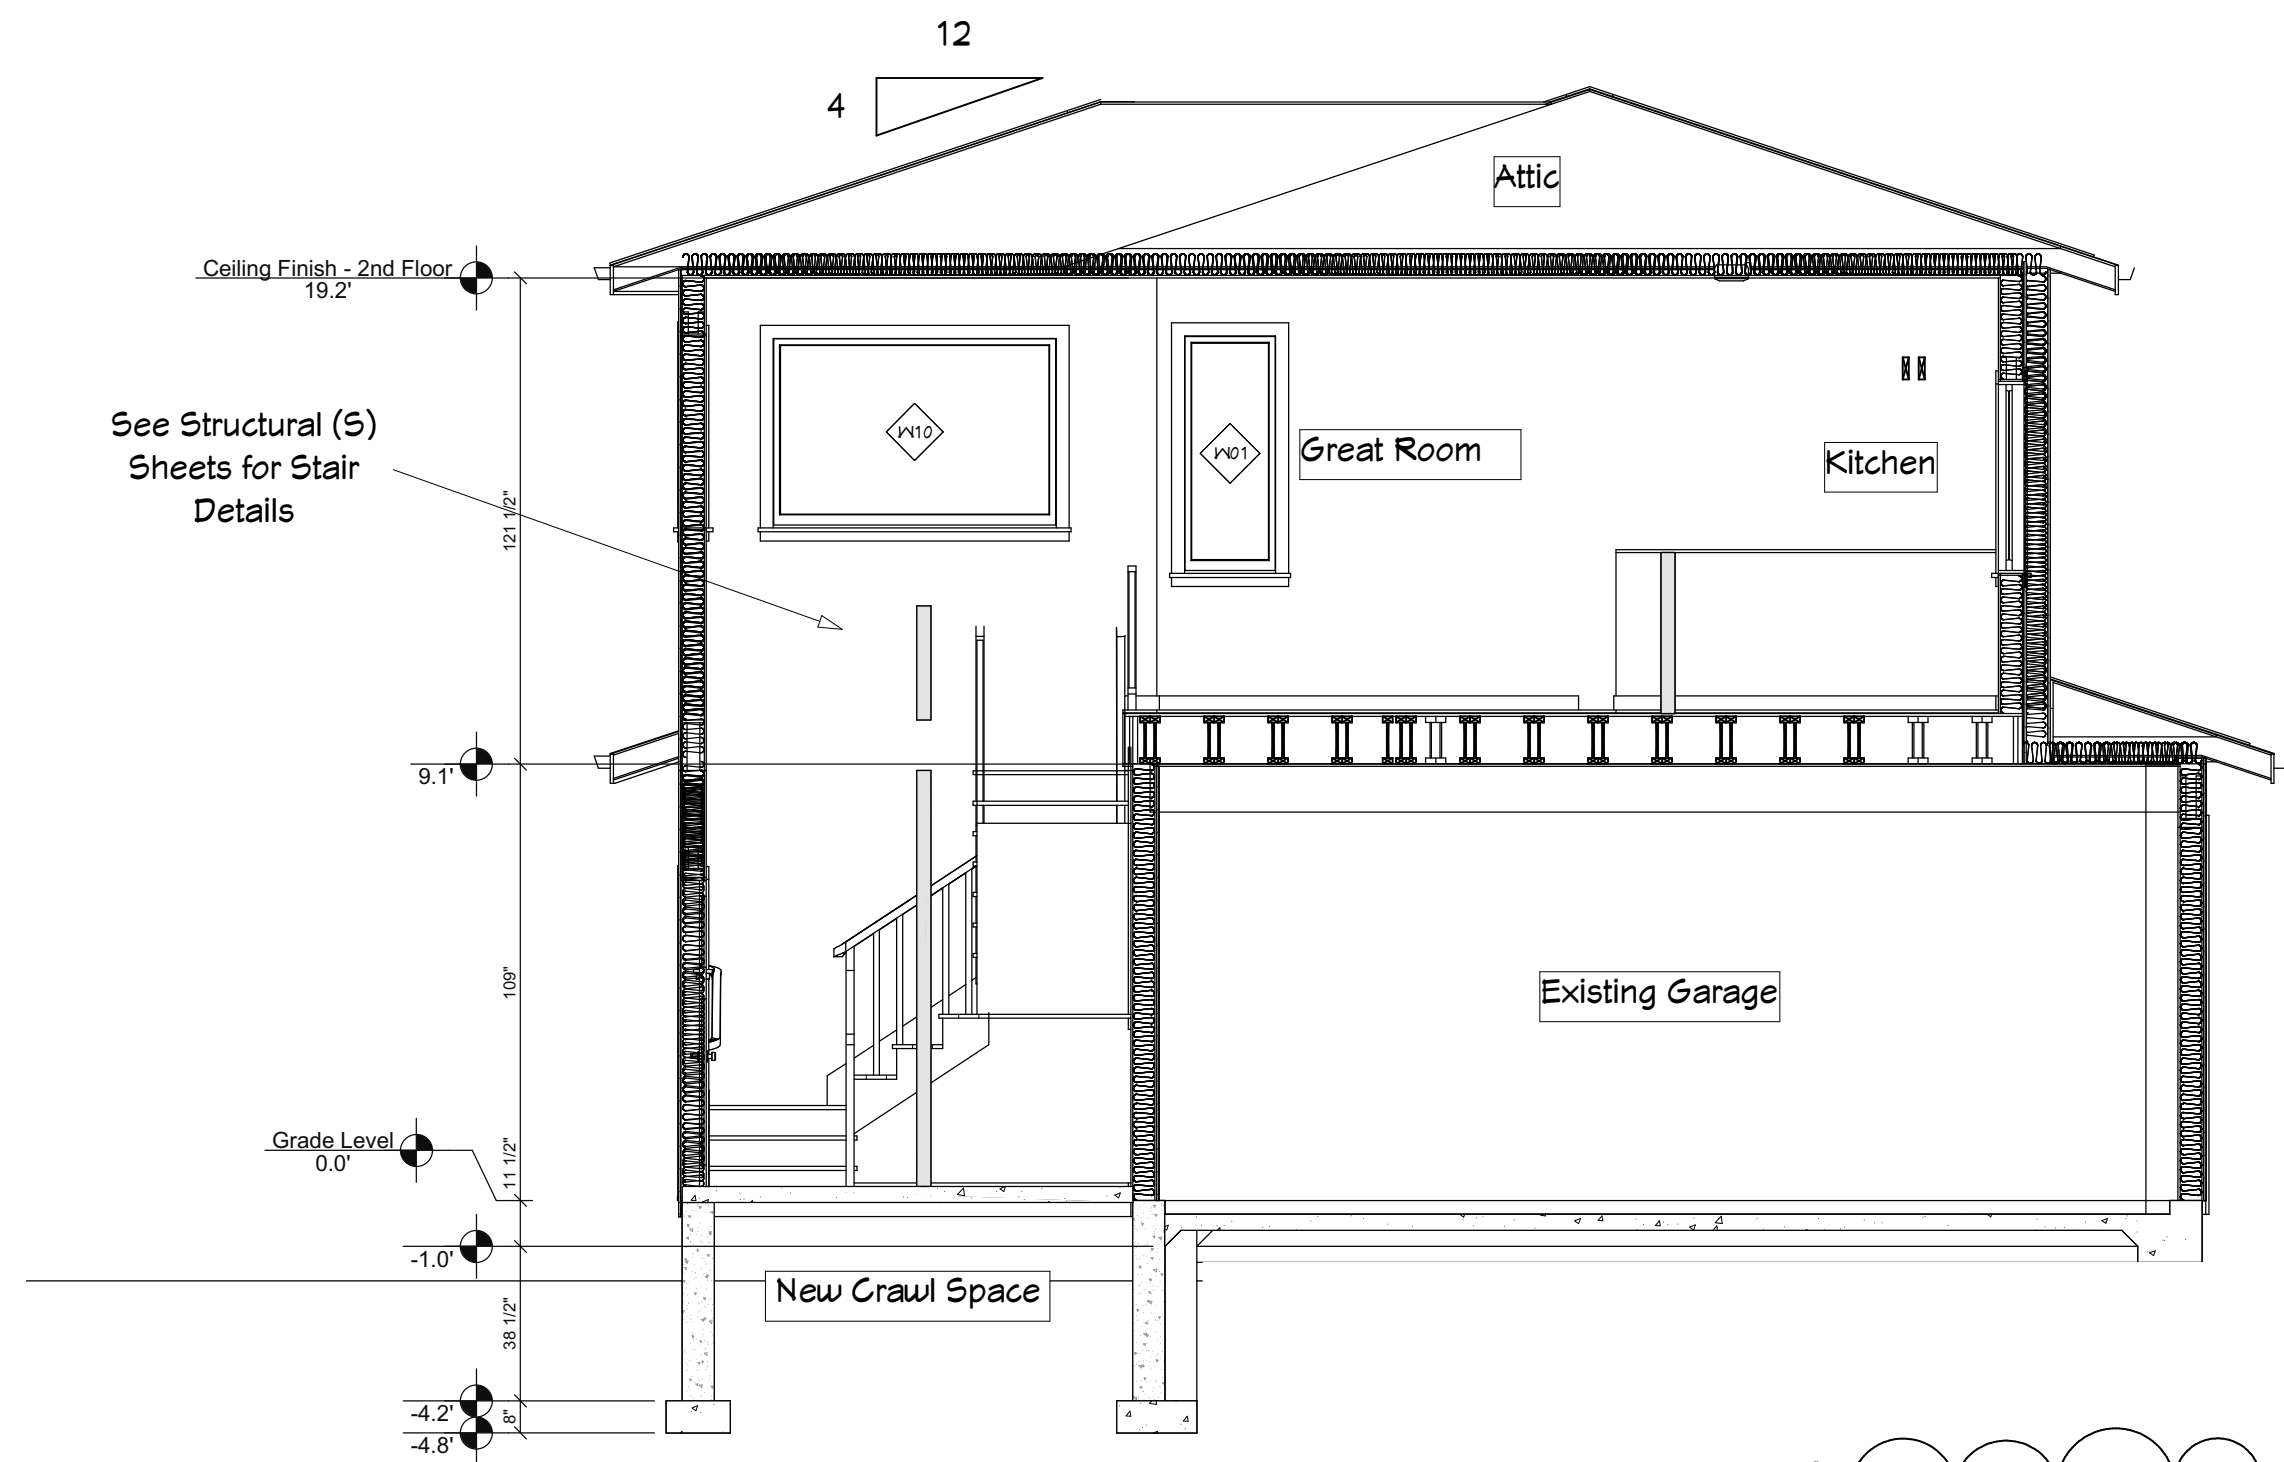 12
4
Attic
Ceiling Finish - 2nd Floor
19.2'
See Structural (S)
Sheets for Stair
Details
W10
W01
Great Room
Kitchen
121 1/2"
9.1'
109"
Existing Garage
Grade Level
0.0'
11 1/2"
-1.0'
New Crawl Space
38 1/2"
-4.2'
8"
-4.8'